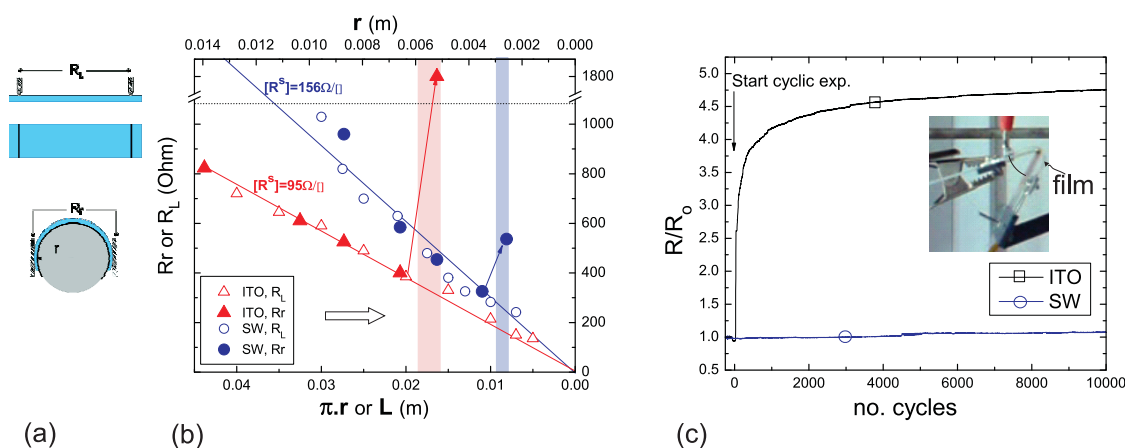 R_L
R_r
r
(a)
r (m)
0.014 0.012 0.010 0.008 0.006 0.004 0.002 0.000
(b)
Rr or R_L (Ohm)
1800
1000
800
600
400
200
0
[R^S]=156Ω/[]
[R^S]=95Ω/[]
ITO, R_L
ITO, Rr
SW, R_L
SW, Rr
0.04 0.03 0.02 0.01 0.00
π.r or L (m)
R/R_o
5.0
4.5
4.0
3.5
3.0
2.5
2.0
1.5
1.0
0.5
Start cyclic exp.
film
ITO
SW
0 2000 4000 6000 8000 10000
no. cycles
(c)